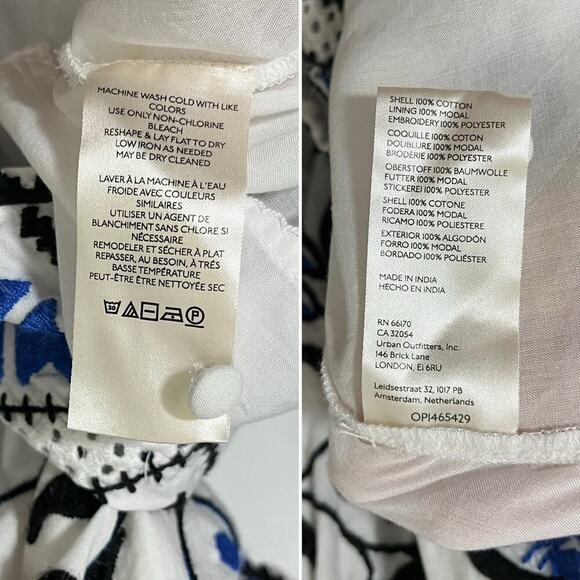 MACHINE WASH COLD WITH LIKE
COLORS
USE ONLY NON-CHLORINE
BLEACH
RESHAPE & LAY FLAT TO DRY
LOW IRON AS NEEDED
MAY BE DRY CLEANED
LAVER À LA MACHINE À L'EAU
FROIDE AVEC COULEURS
SIMILAIRES
UTILISER UN AGENT DE
BLANCHIMENT SANS CHLORE SI
NÉCESSAIRE
REMODELER ET SÉCHER À PLAT
REPASSER, AU BESOIN, À TRÉS
BASSE TEMPÉRATURE
PEUT-ÊTRE ÊTRE NETTOYÉE SEC
30
P
SHELL 100% COTTON
LINING 100% MODAL
EMBROIDERY 100% POLYESTER
COQUILLE 100% COTON
DOUBLURE 100% MODAL
BRODERIE 100% POLYESTER
OBERSTOFF 100% BAUMWOLLE
FUTTER 100% MODAL
STICKEREI 100% POLYESTER
SHELL 100% COTONE
FODERA 100% MODAL
RICAMO 100% POLIESTERE
EXTERIOR 100% ALGODÓN
FORRO 100% MODAL
BORDADO 100% POLIÉSTER
MADE IN INDIA
HECHO EN INDIA
RN 66170
CA 32054
Urban Outfitters, Inc.
146 Brick Lane
LONDON, E1 6RU
Leidsestraat 32, 1017 PB
Amsterdam, Netherlands
OP1465429